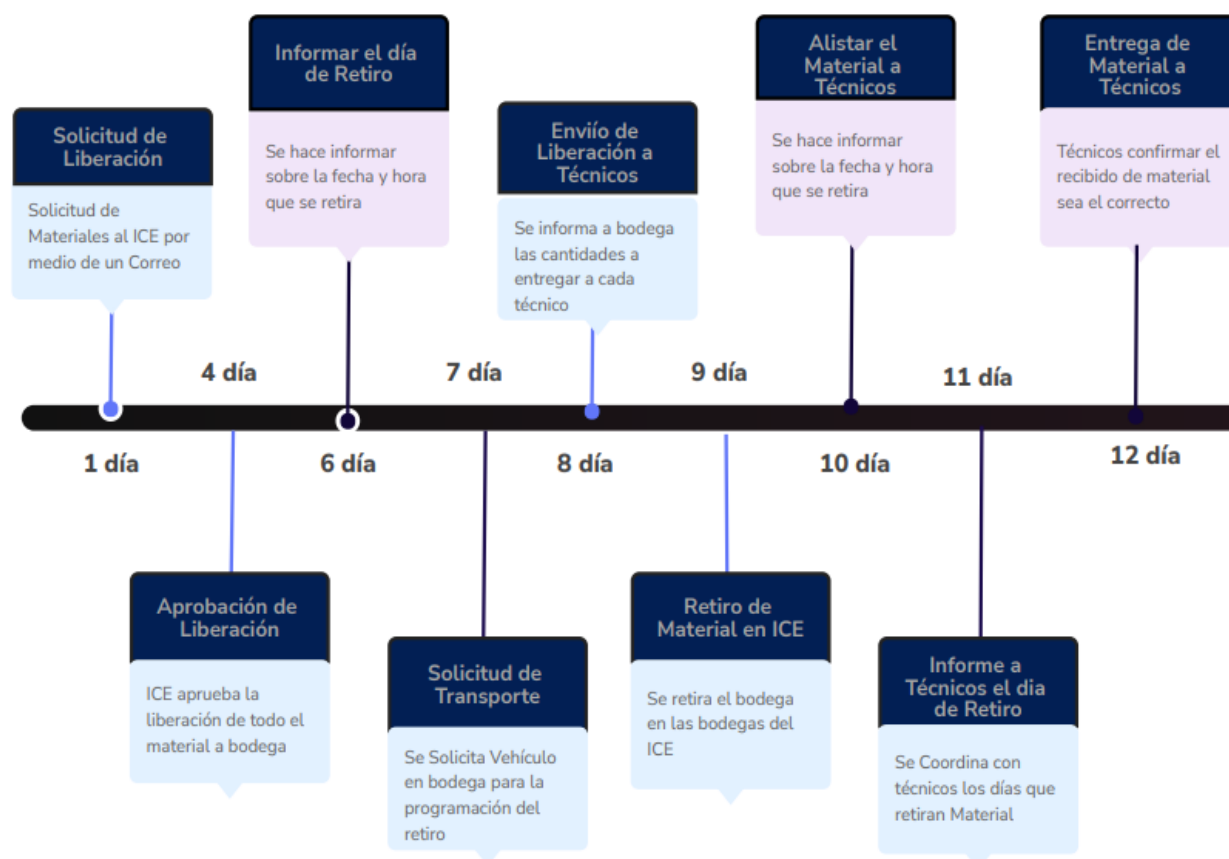 Solicitud de
Liberación
Solicitud de
Materiales al ICE por
medio de un Correo
Informar el día
de Retiro
Se hace informar
sobre la fecha y hora
que se retira
Enviío de
Liberación a
Técnicos
Se informa a bodega
las cantidades a
entregar a cada
técnico
Alistar el
Material a
Técnicos
Se hace informar
sobre la fecha y hora
que se retira
Entrega de
Material a
Técnicos
Técnicos confirmar el
recibido de material
sea el correcto
4 día
7 día
9 día
11 día
1 día
6 día
8 día
10 día
12 día
Aprobación de
Liberación
ICE aprueba la
liberación de todo el
material a bodega
Solicitud de
Transporte
Se Solicita Vehículo
en bodega para la
programación del
retiro
Retiro de
Material en ICE
Se retira el bodega
en las bodegas del
ICE
Informe a
Técnicos el dia
de Retiro
Se Coordina con
técnicos los días que
retiran Material